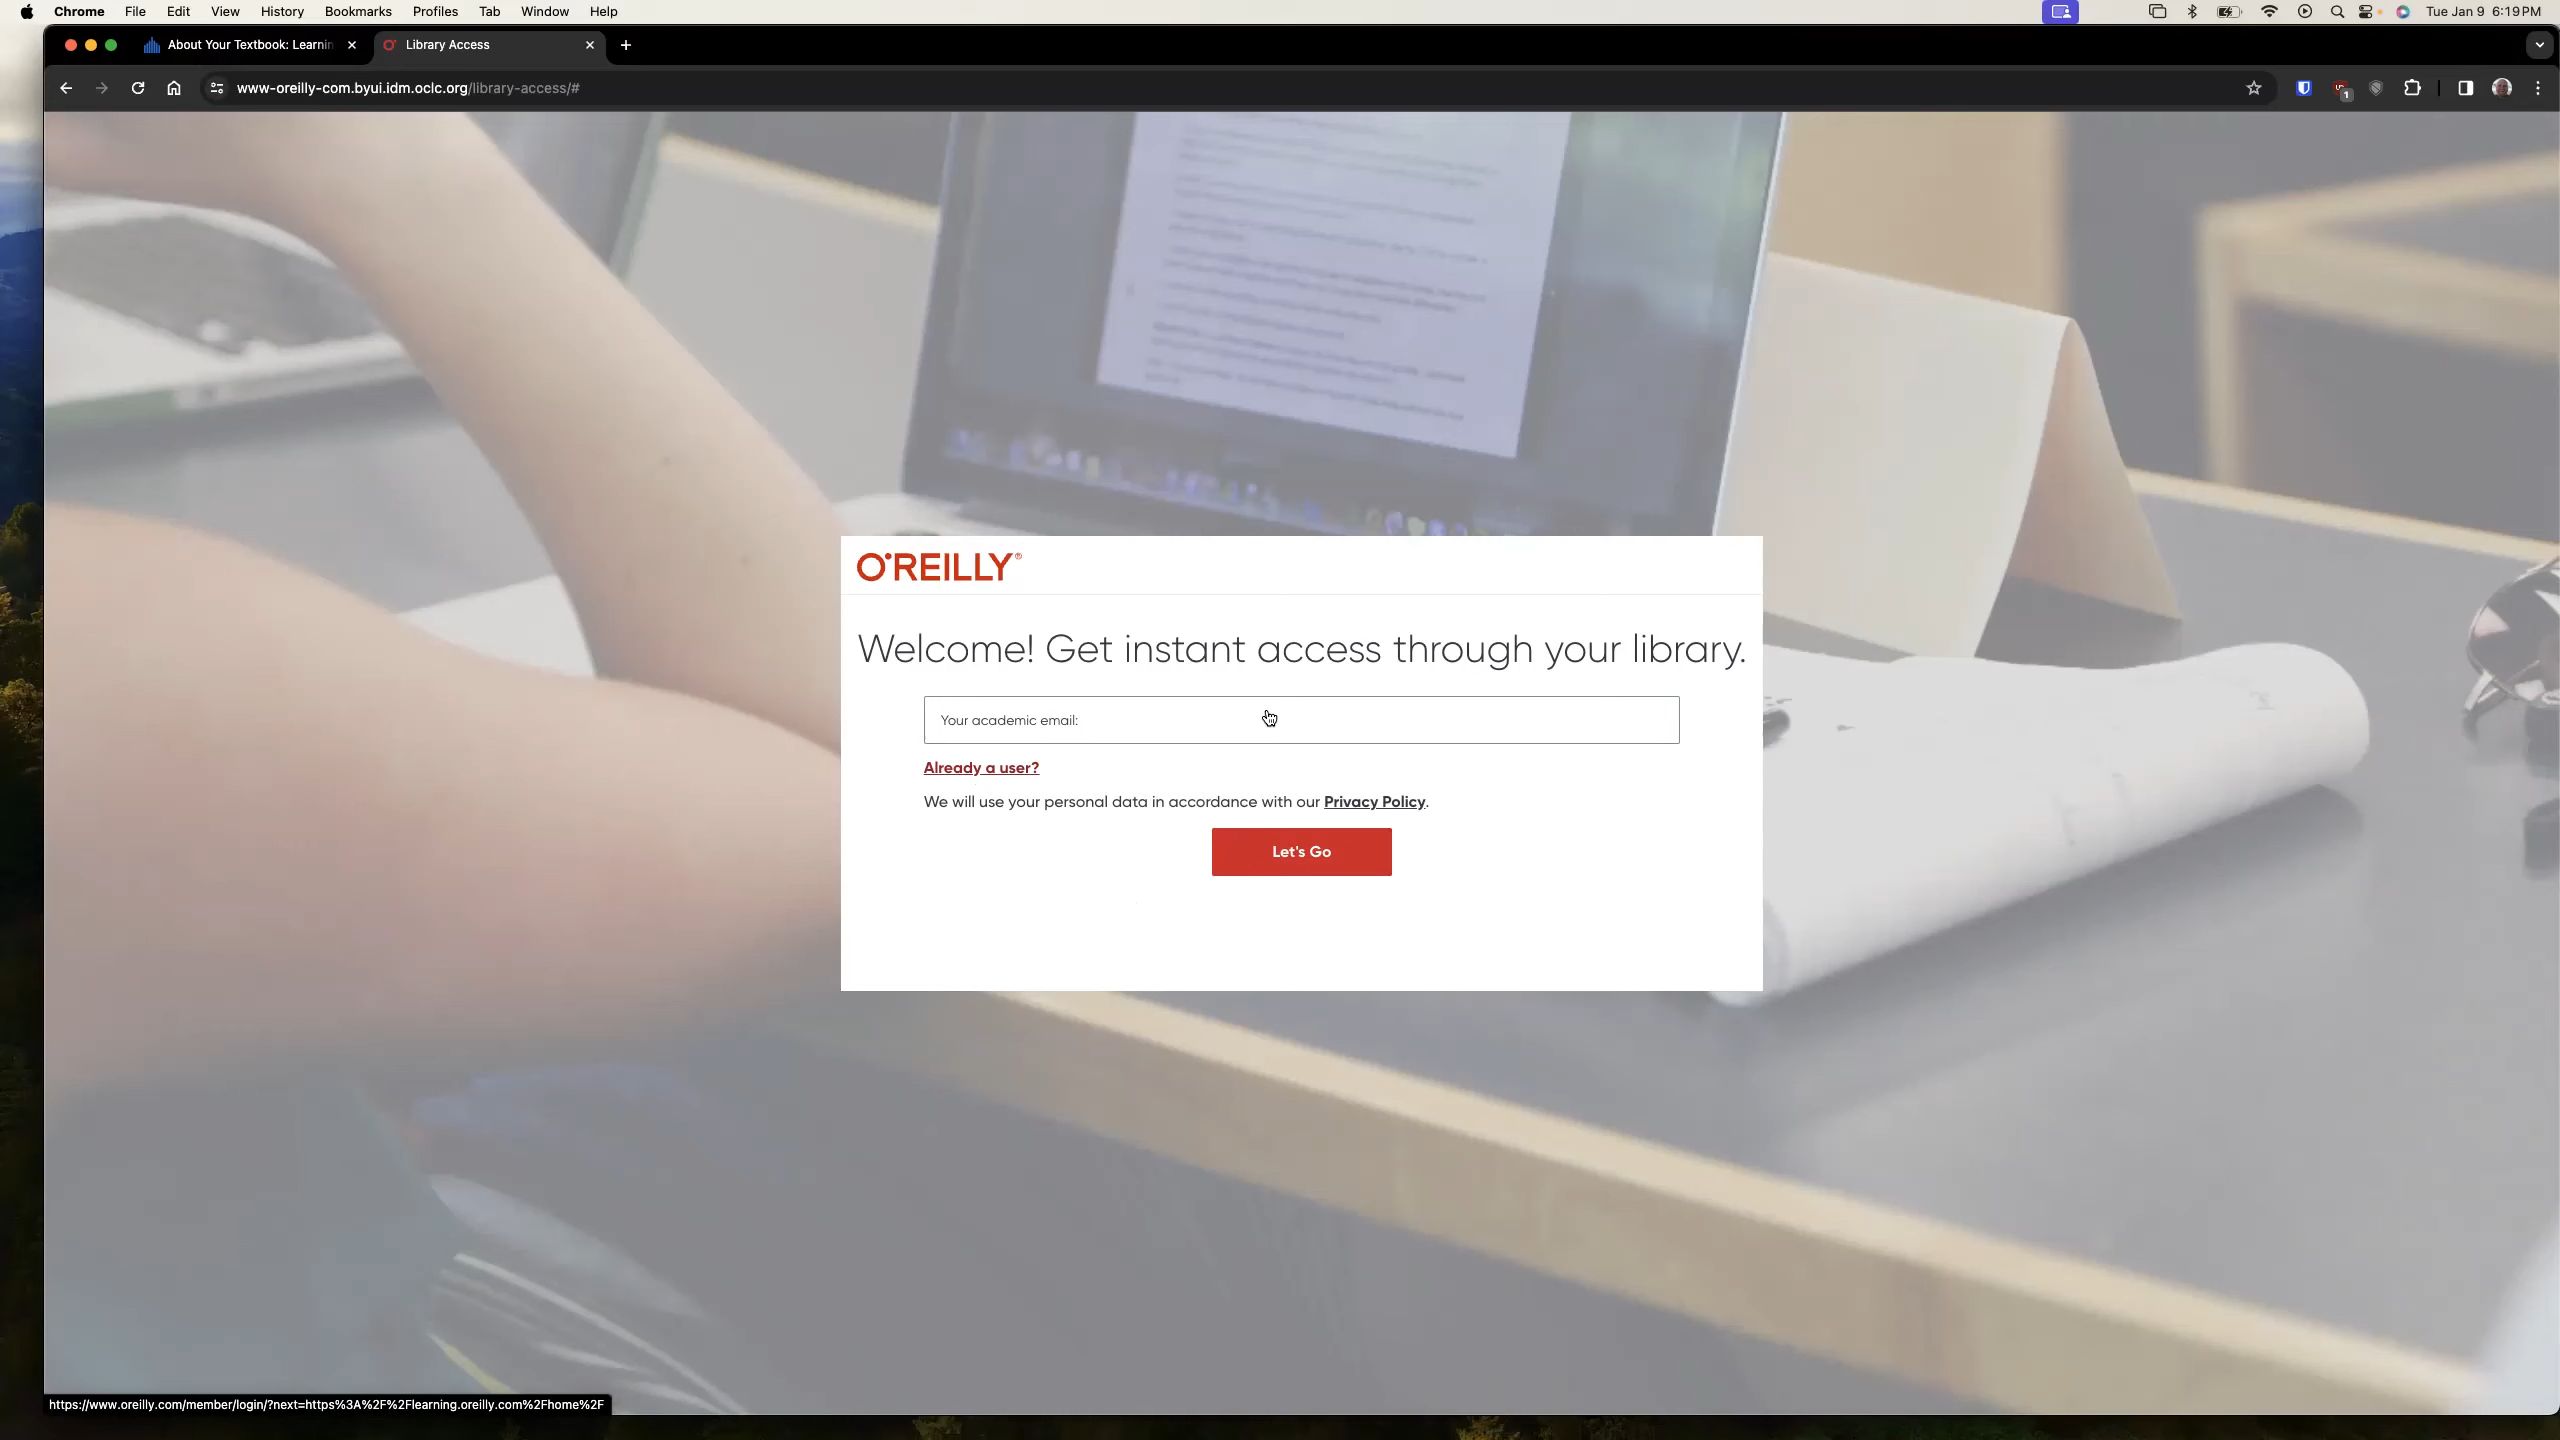 Chrome File Edit View History Bookmarks Profiles Tab Window Help
Tue Jan 9 6:19 PM
About Your Textbook: Learnin
Library Access
www-oreilly-com.byui.idm.oclc.org/library-access/#
1
O'REILLY®
Welcome! Get instant access through your library.
Your academic email:
Already a user?
We will use your personal data in accordance with our Privacy Policy.
Let's Go
https://www.oreilly.com/member/login/?next=https%3A%2F%2Flearning.oreilly.com%2Fhome%2F